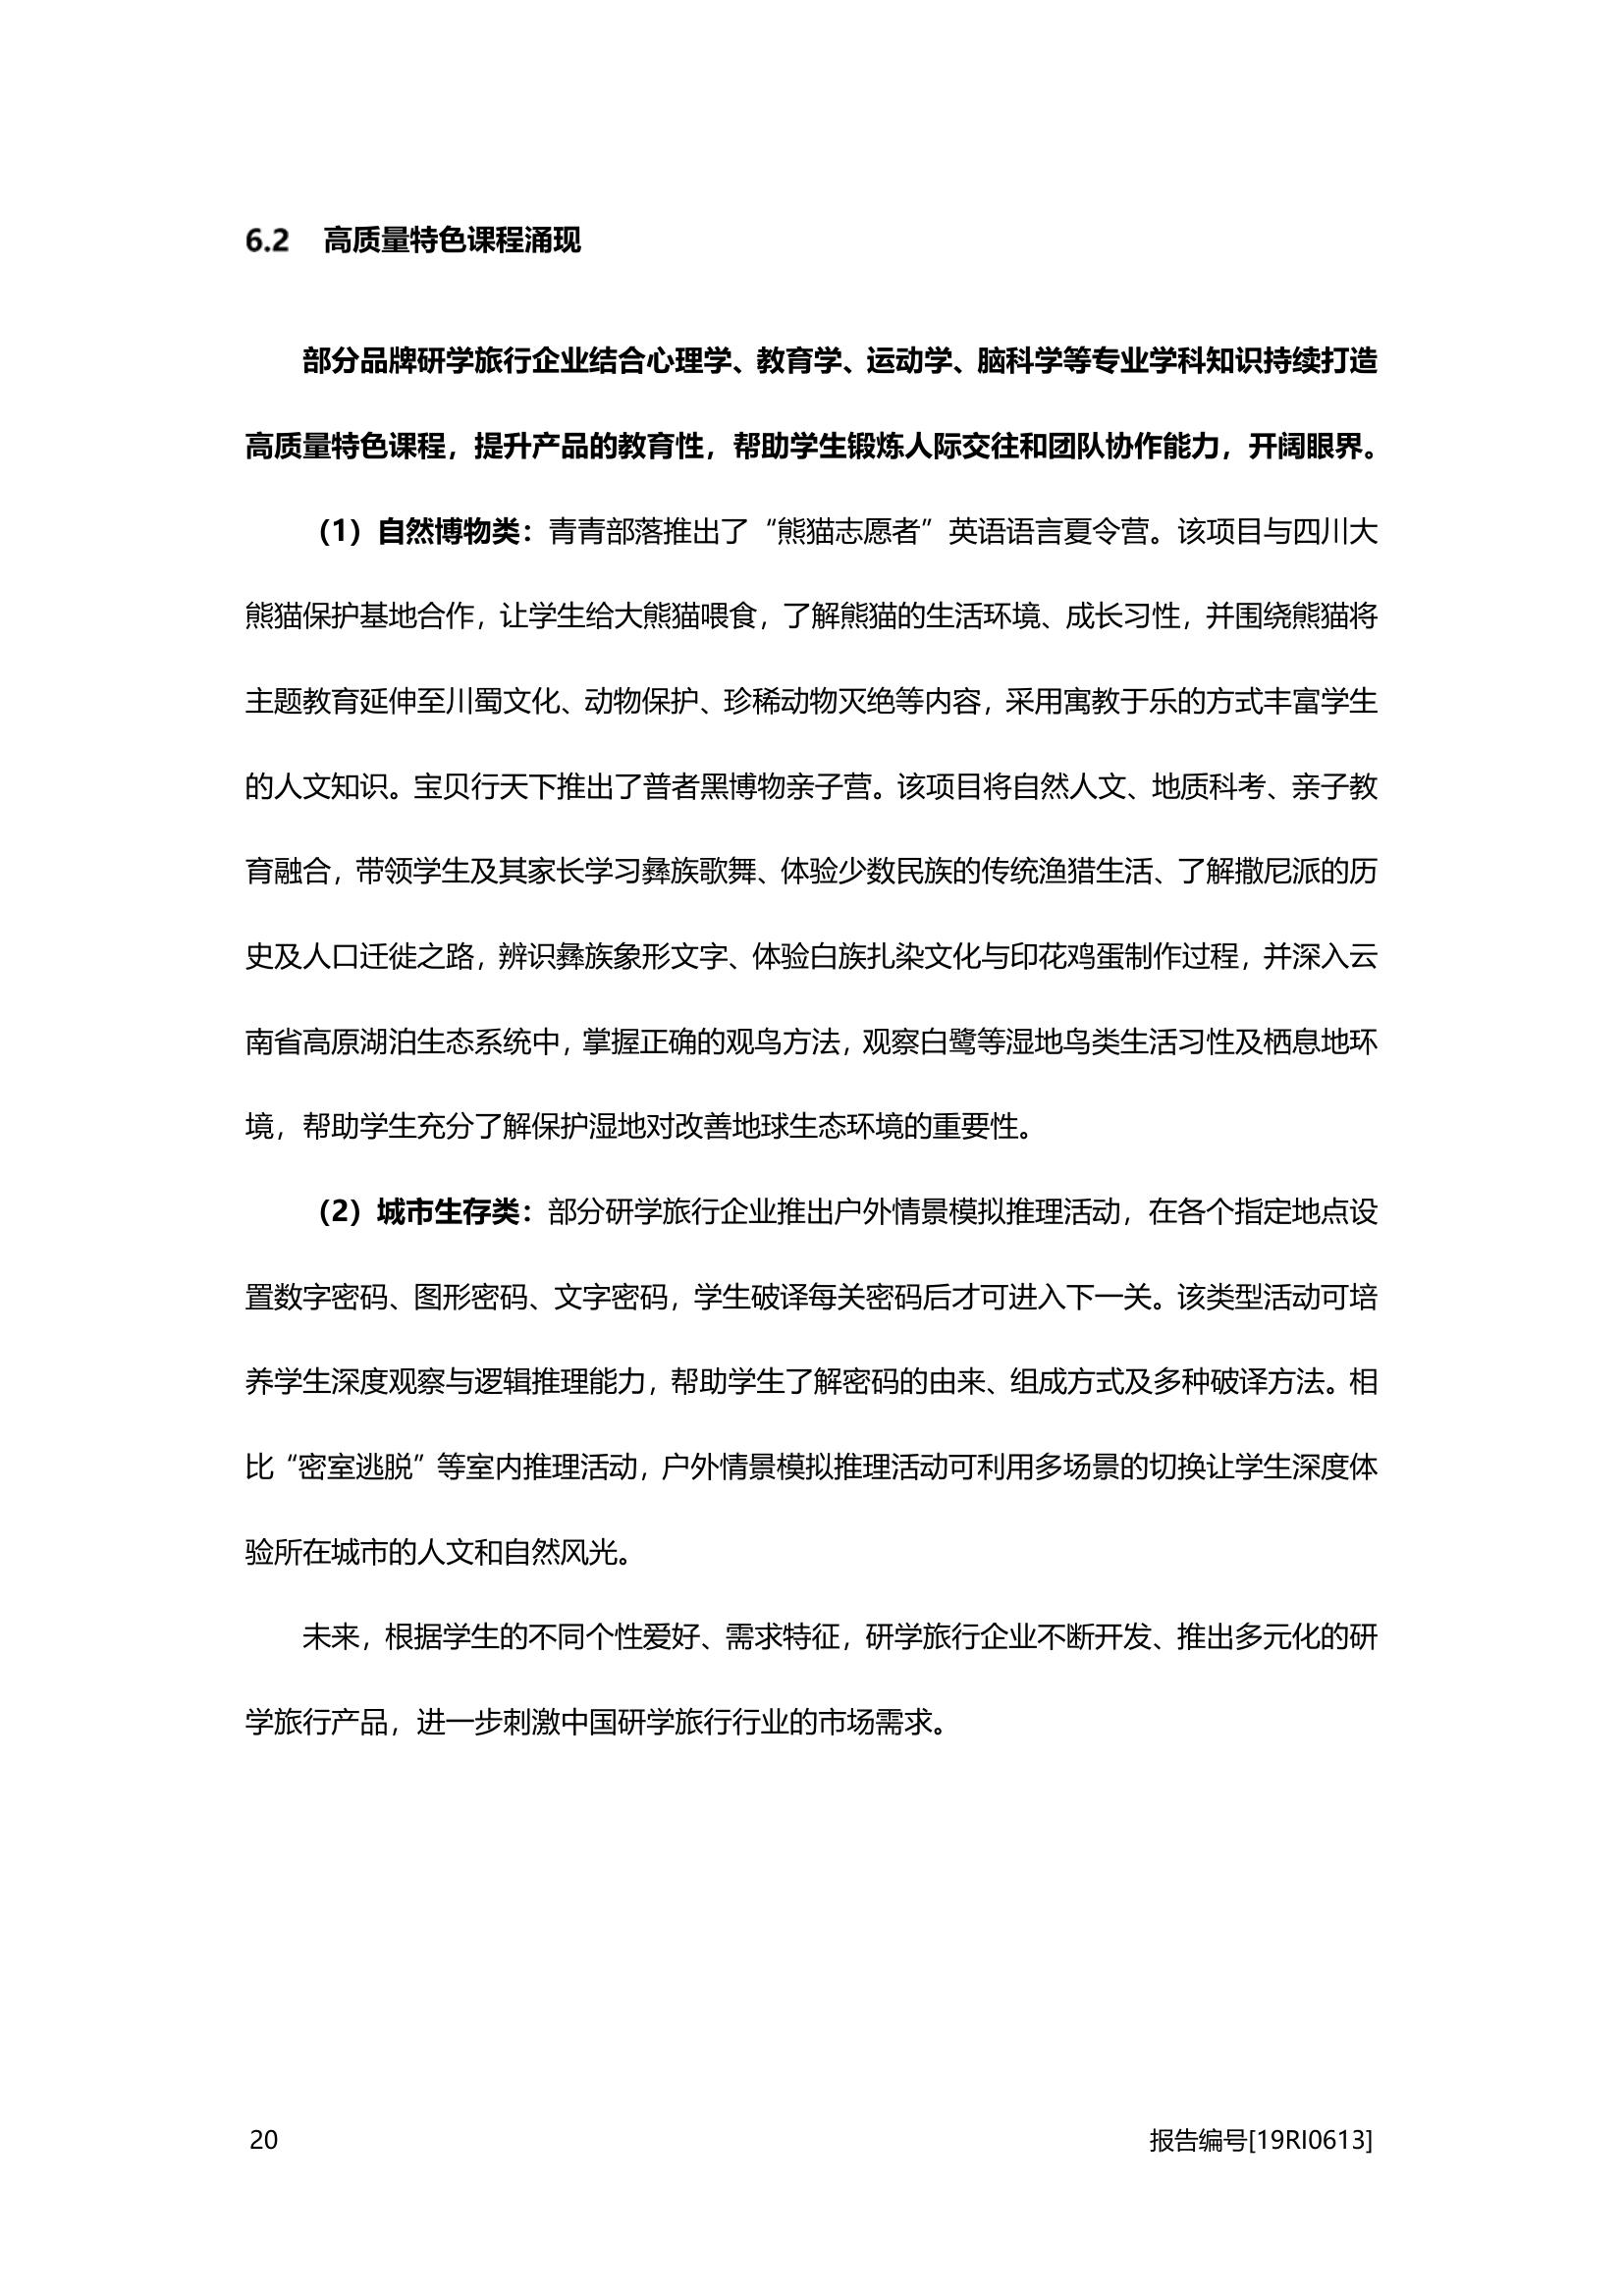 6.2 高质量特色课程涌现
部分品牌研学旅行企业结合心理学、教育学、运动学、脑科学等专业学科知识持续打造
高质量特色课程，提升产品的教育性，帮助学生锻炼人际交往和团队协作能力，开阔眼界。
（1）自然博物类：青青部落推出了“熊猫志愿者”英语语言夏令营。该项目与四川大
熊猫保护基地合作，让学生给大熊猫喂食，了解熊猫的生活环境、成长习性，并围绕熊猫将
主题教育延伸至川蜀文化、动物保护、珍稀动物灭绝等内容，采用寓教于乐的方式丰富学生
的人文知识。宝贝行天下推出了普者黑博物亲子营。该项目将自然人文、地质科考、亲子教
育融合，带领学生及其家长学习彝族歌舞、体验少数民族的传统渔猎生活、了解撒尼派的历
史及人口迁徙之路，辨识彝族象形文字、体验白族扎染文化与印花鸡蛋制作过程，并深入云
南省高原湖泊生态系统中，掌握正确的观鸟方法，观察白鹭等湿地鸟类生活习性及栖息地环
境，帮助学生充分了解保护湿地对改善地球生态环境的重要性。
（2）城市生存类：部分研学旅行企业推出户外情景模拟推理活动，在各个指定地点设
置数字密码、图形密码、文字密码，学生破译每关密码后才可进入下一关。该类型活动可培
养学生深度观察与逻辑推理能力，帮助学生了解密码的由来、组成方式及多种破译方法。相
比“密室逃脱”等室内推理活动，户外情景模拟推理活动可利用多场景的切换让学生深度体
验所在城市的人文和自然风光。
未来，根据学生的不同个性爱好、需求特征，研学旅行企业不断开发、推出多元化的研
学旅行产品，进一步刺激中国研学旅行行业的市场需求。
20 报告编号[19RI0613]